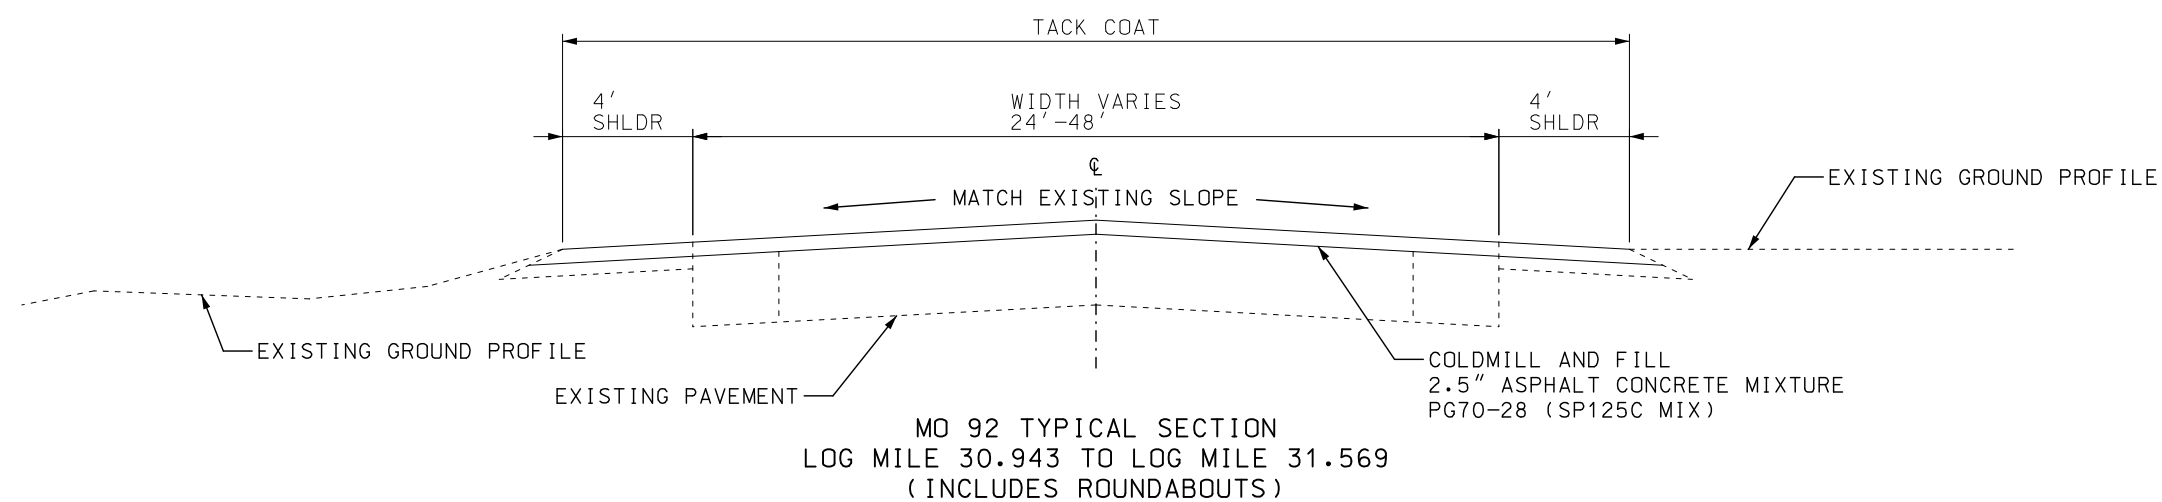 TACK COAT
4'
SHLDR
WIDTH VARIES
24'-48'
4'
SHLDR
℄
MATCH EXISTING SLOPE
EXISTING GROUND PROFILE
EXISTING GROUND PROFILE
EXISTING PAVEMENT
COLDMILL AND FILL
2.5" ASPHALT CONCRETE MIXTURE
PG70-28 (SP125C MIX)
MO 92 TYPICAL SECTION
LOG MILE 30.943 TO LOG MILE 31.569
(INCLUDES ROUNDABOUTS)